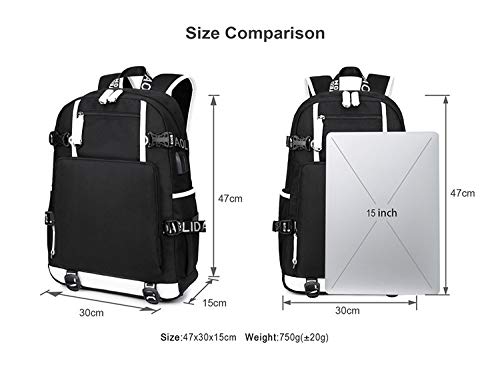 Size Comparison
47cm
15cm
30cm
15 inch
47cm
30cm
Size:47x30x15cm Weight:750g(±20g)